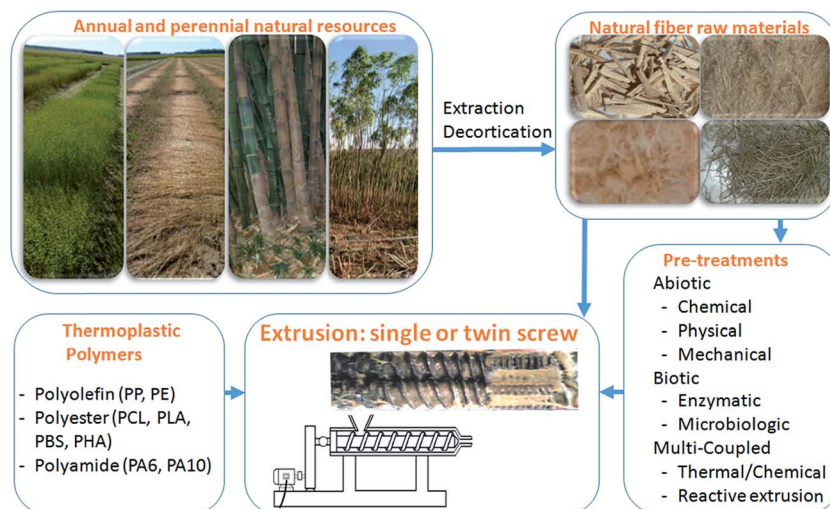 Annual and perennial natural resources
Extraction
Decortication
Natural fiber raw materials
Pre-treatments
Abiotic
- Chemical
- Physical
- Mechanical
Biotic
- Enzymatic
- Microbiologic
Multi-Coupled
- Thermal/Chemical
- Reactive extrusion
Thermoplastic
Polymers
- Polyolefin (PP, PE)
- Polyester (PCL, PLA,
PBS, PHA)
- Polyamide (PA6, PA10)
Extrusion: single or twin screw